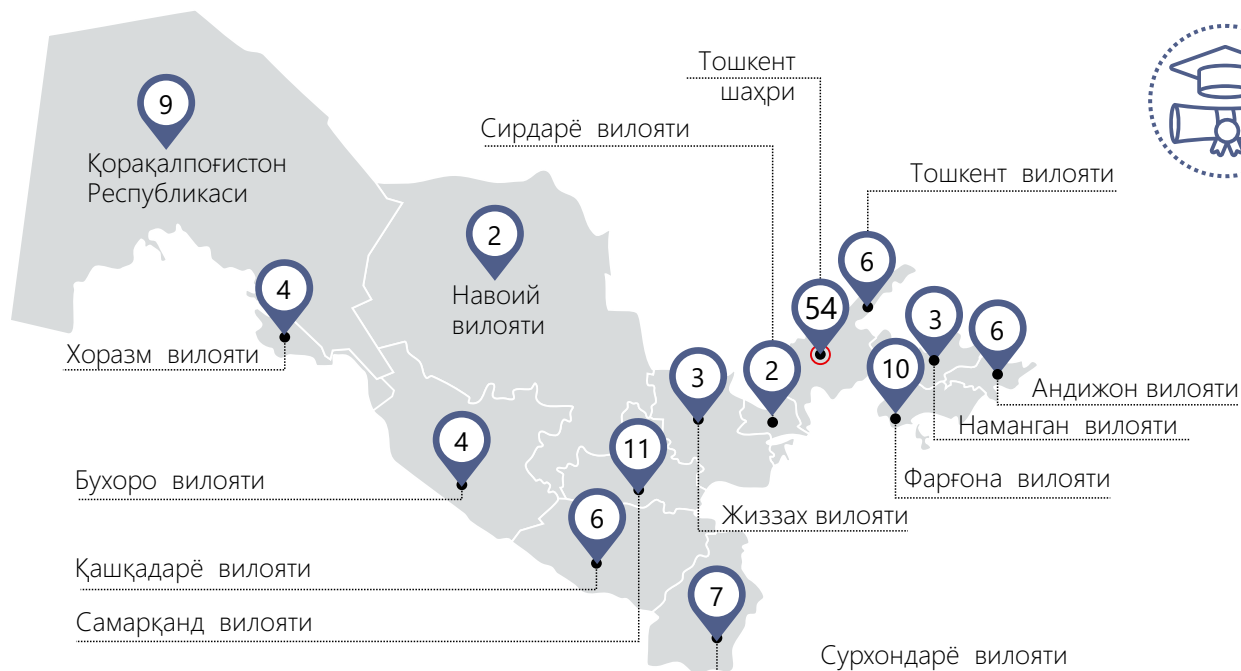 Тошкент
шаҳри
9
Сирдарё вилояти
Қорақалпоғистон
Республикаси
Тошкент вилояти
2
6
4
Навоий
вилояти
54
3
6
Хоразм вилояти
3
2
10
Андижон вилояти
4
11
Наманган вилояти
Бухоро вилояти
Фарғона вилояти
6
Жиззах вилояти
Қашқадарё вилояти
7
Самарқанд вилояти
Сурхондарё вилояти